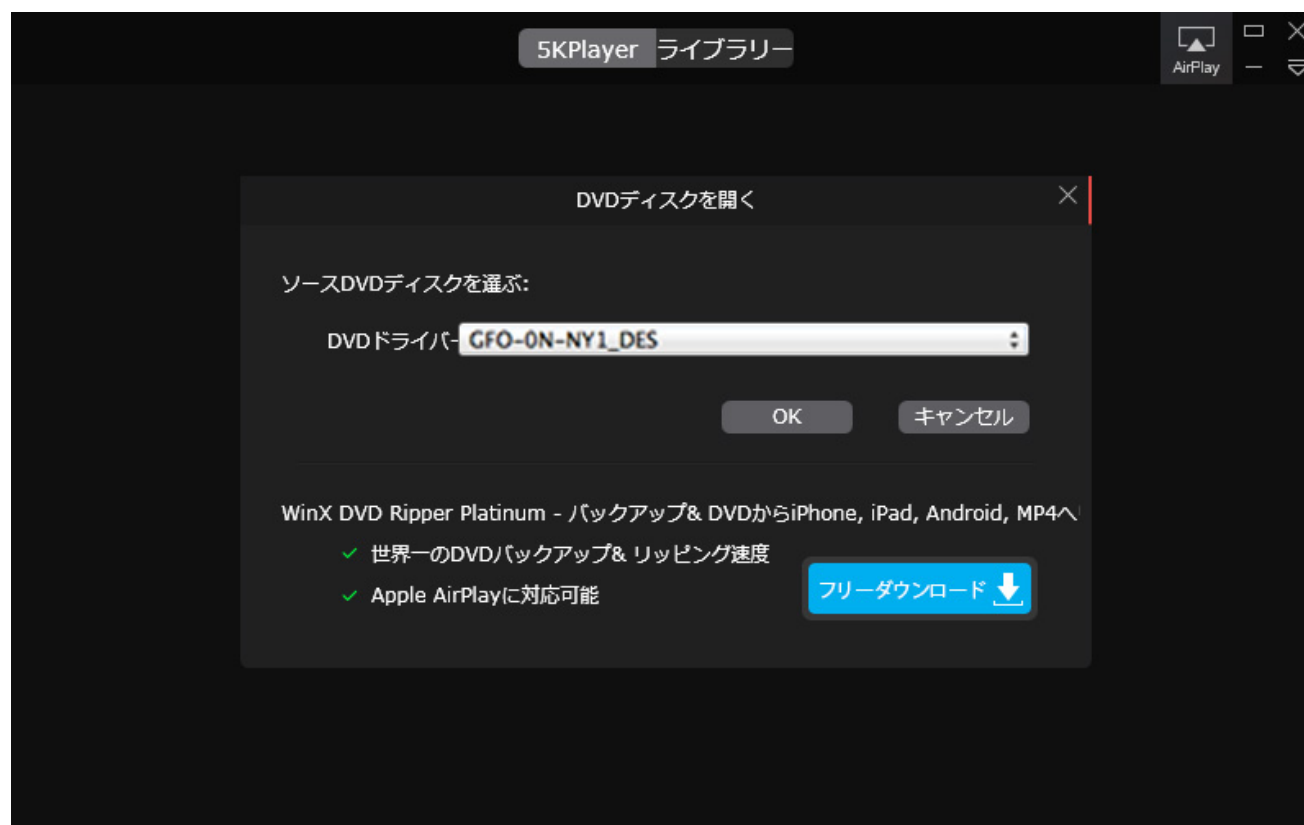 5KPlayer ライブラリー
AirPlay
DVDディスクを開く
ソースDVDディスクを選ぶ:
DVDドライバ- GFO-0N-NY1_DES
OK キャンセル
WinX DVD Ripper Platinum - バックアップ& DVDからiPhone, iPad, Android, MP4へ
世界一のDVDバックアップ& リッピング速度
Apple AirPlayに対応可能
フリーダウンロード